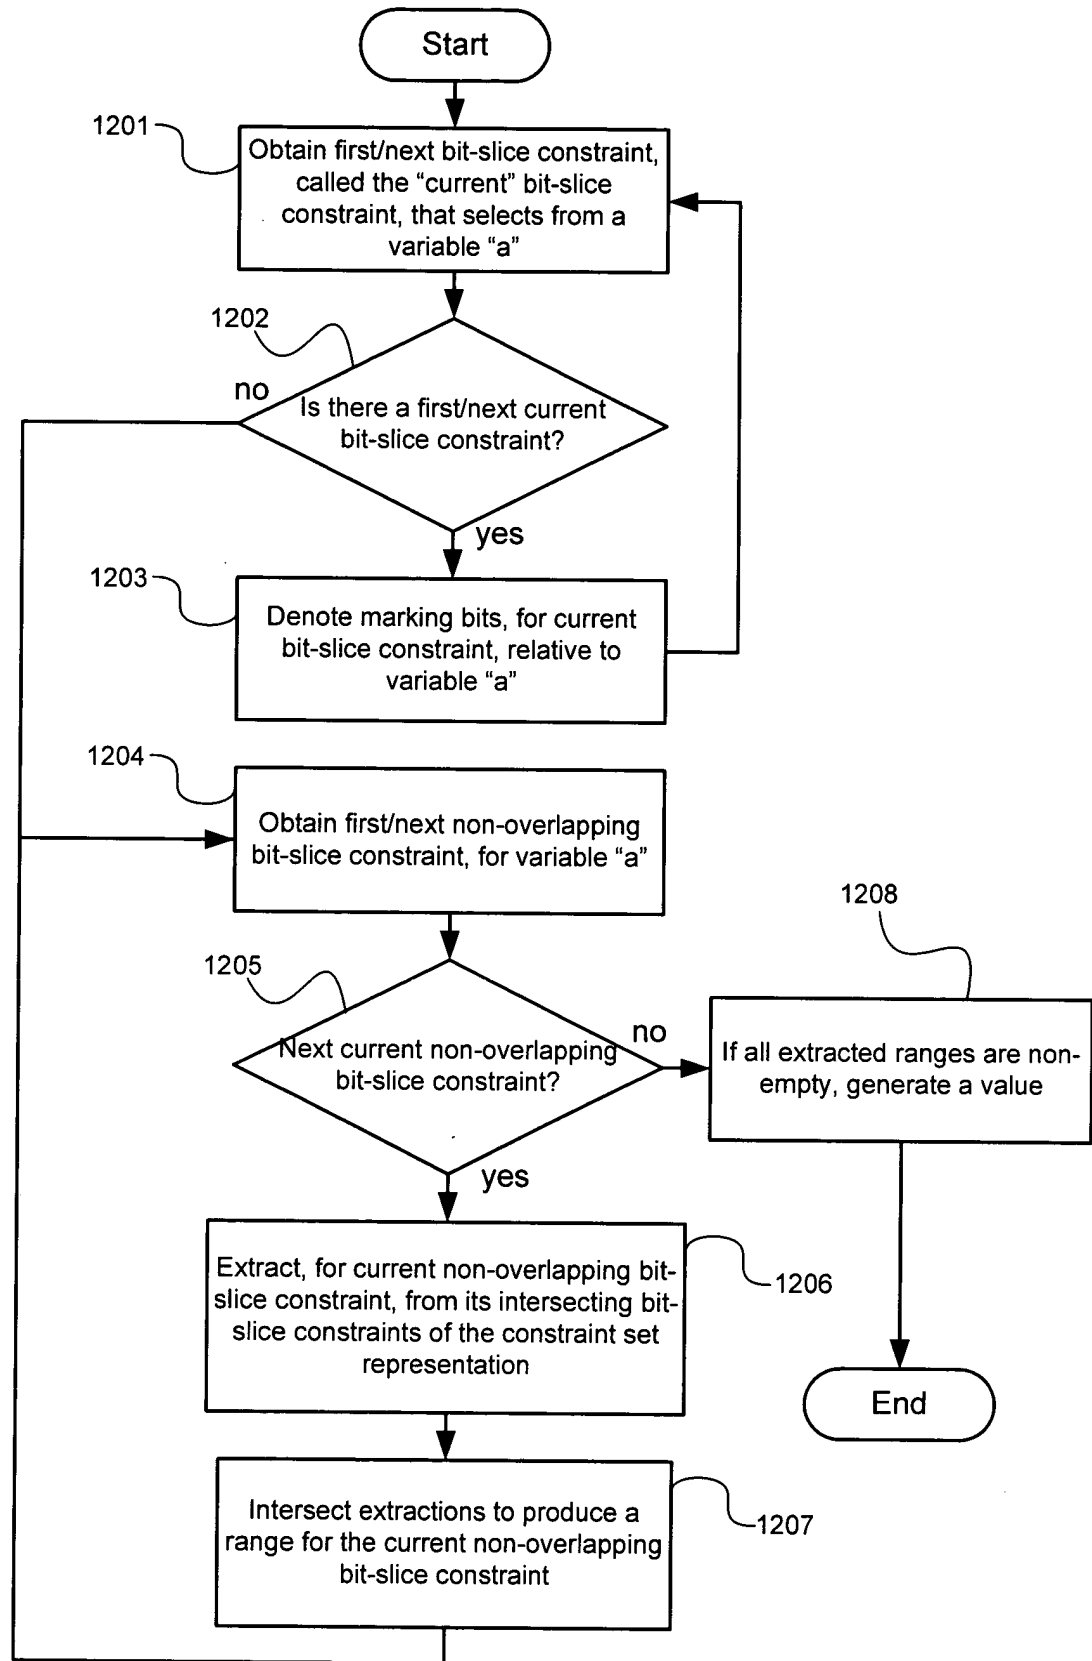 Start
1201
Obtain first/next bit-slice constraint,
called the “current” bit-slice
constraint, that selects from a
variable “a”
1202
no
Is there a first/next current
bit-slice constraint?
yes
1203
Denote marking bits, for current
bit-slice constraint, relative to
variable “a”
1204
Obtain first/next non-overlapping
bit-slice constraint, for variable “a”
1205
Next current non-overlapping
bit-slice constraint?
no
1208
If all extracted ranges are non-
empty, generate a value
yes
Extract, for current non-overlapping bit-
slice constraint, from its intersecting bit-
slice constraints of the constraint set
representation
1206
End
Intersect extractions to produce a
range for the current non-overlapping
bit-slice constraint
1207